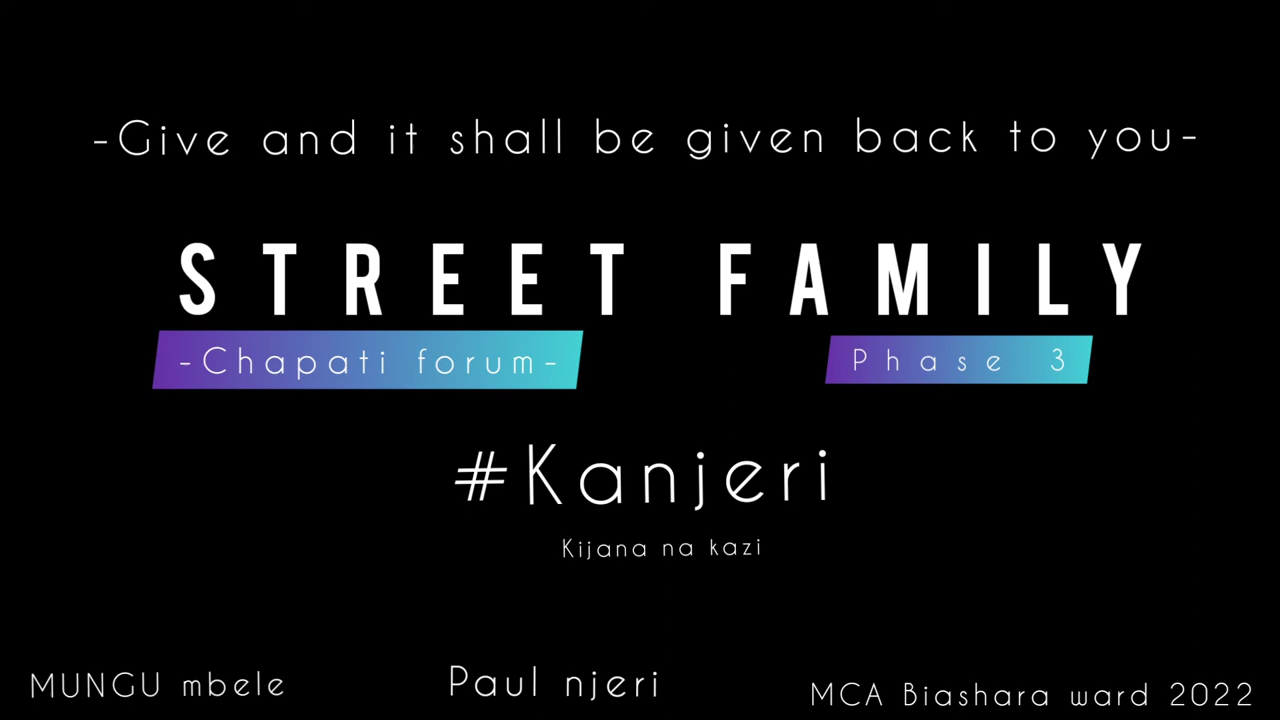 -Give and it shall be given back to you-
STREET FAMILY
-Chapati forum-
Phase 3
#Kanjeri
Kijana na kazi
MUNGU mbele
Paul njeri
MCA Biashara ward 2022